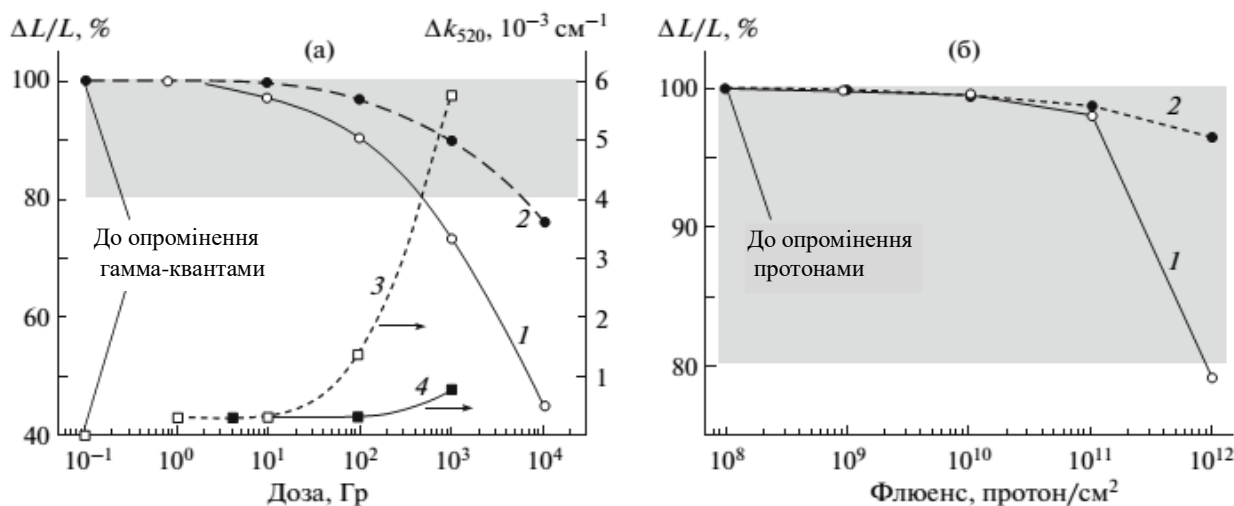 ΔL/L, %
(а)
Δk₅₂₀, 10⁻³ см⁻¹
100
80
60
40
6
5
4
3
2
1
До опромінення
гамма-квантами
1
2
3
4
10⁻¹
10⁰
10¹
10²
10³
10⁴
Доза, Гр
ΔL/L, %
(б)
100
90
80
До опромінення
протонами
2
1
10⁸
10⁹
10¹⁰
10¹¹
10¹²
Флюенс, протон/см²